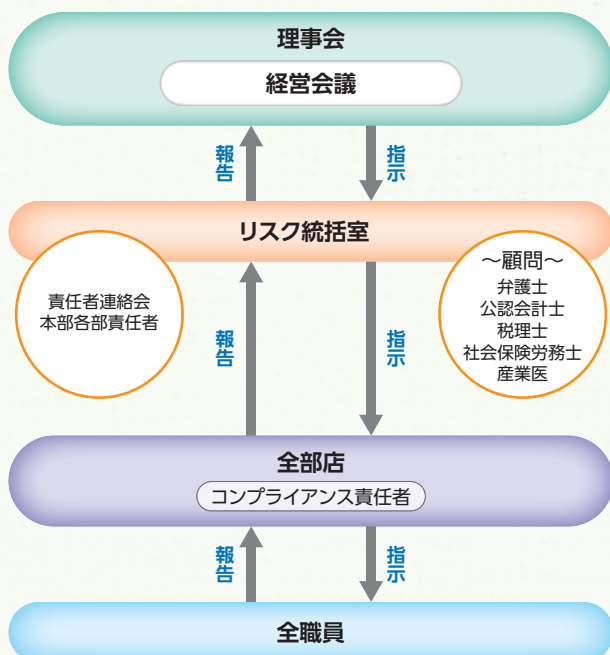 理事会
経営会議
報告
指示
リスク統括室
責任者連絡会
本部各部責任者
～顧問～
弁護士
公認会計士
税理士
社会保険労務士
産業医
報告
指示
全部店
コンプライアンス責任者
報告
指示
全職員